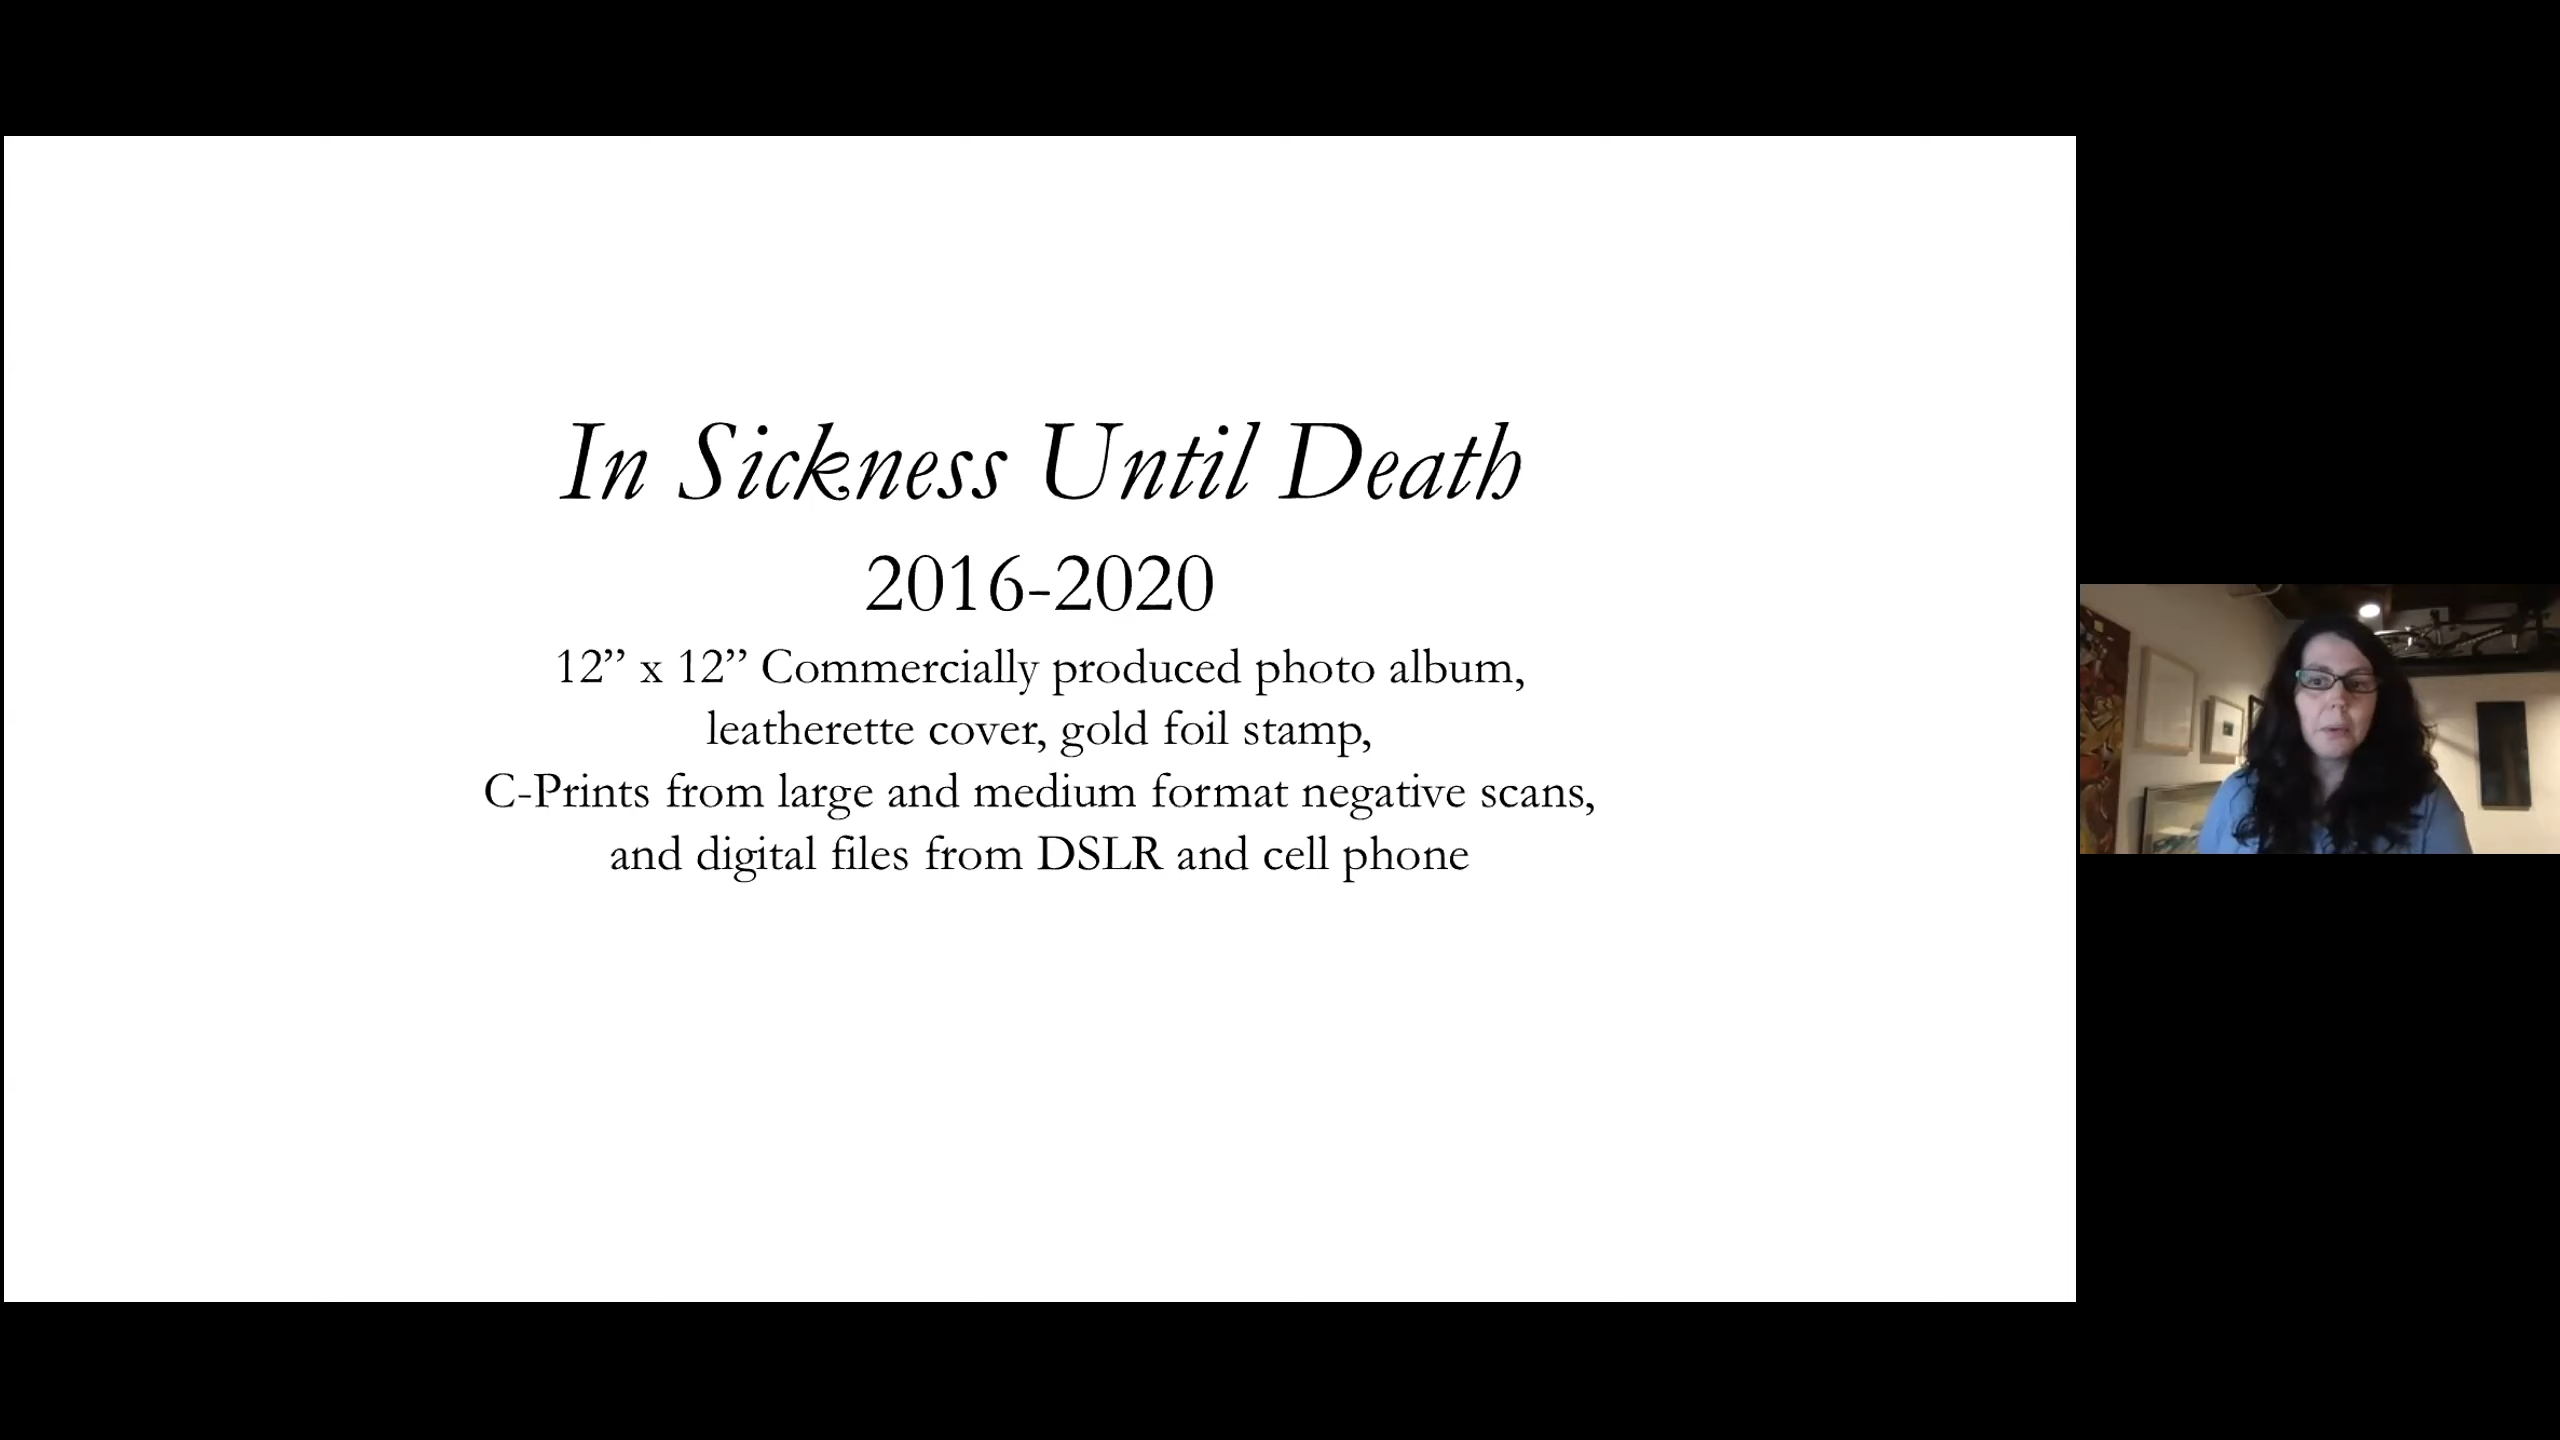 In Sickness Until Death
2016-2020
12” x 12” Commercially produced photo album,
leatherette cover, gold foil stamp,
C-Prints from large and medium format negative scans,
and digital files from DSLR and cell phone